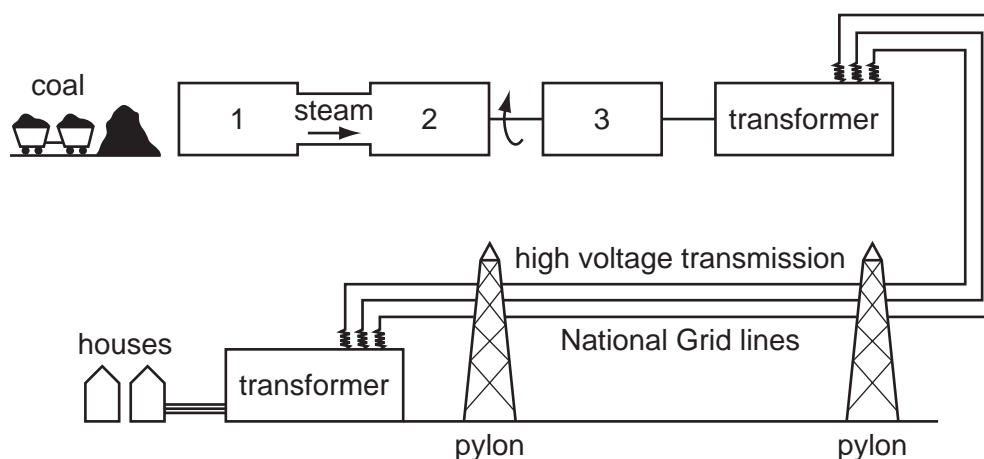 coal
1
steam
2
3
transformer
high voltage transmission
National Grid lines
houses
transformer
pylon
pylon